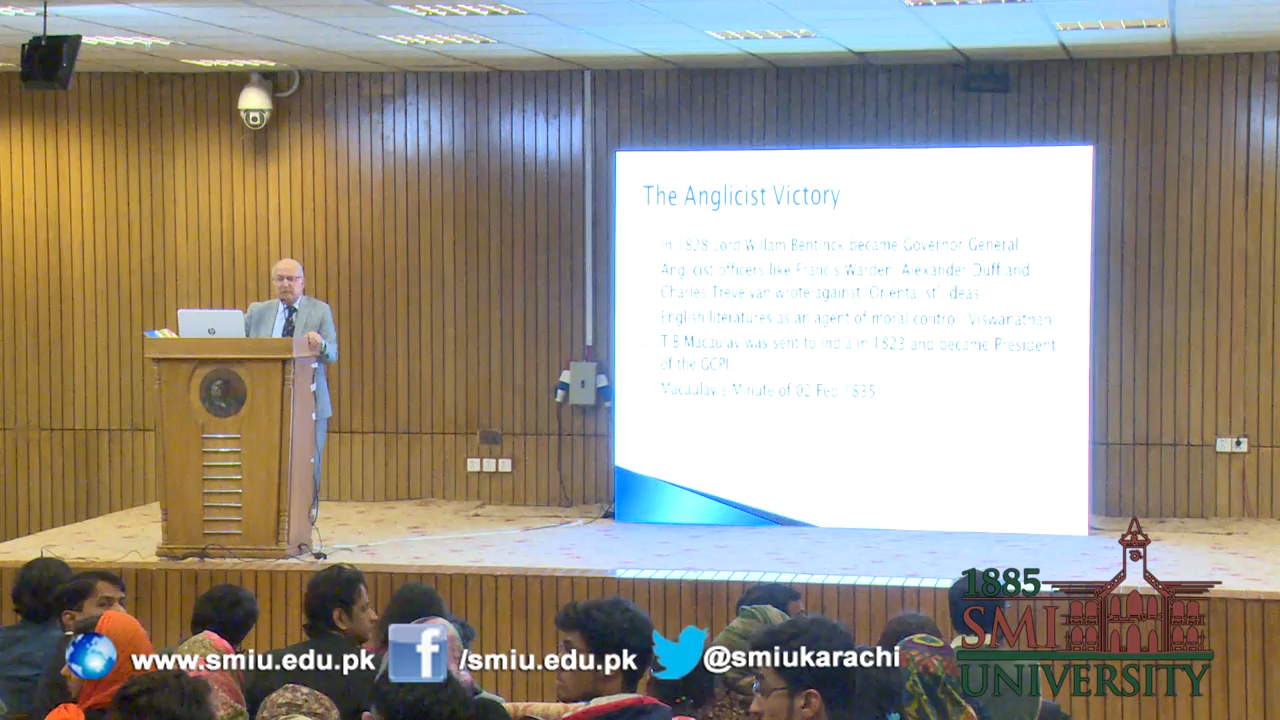 The Anglicist Victory
In 1828 Lord Willam Bentinck became Governor General.
Anglicist officers like Francis Warden, Alexander Duff and
Charles Trevelyan wrote against 'Orientalist' ideas
English literatures as an agent of moral control Viswanathan
T B Macaulay was sent to India in 1823 and became President
of the GCPI.
Macaulay's Minute of 02 Feb 1835
hp
1885
SMI
UNIVERSITY
www.smiu.edu.pk
f /smiu.edu.pk
@smiukarachi